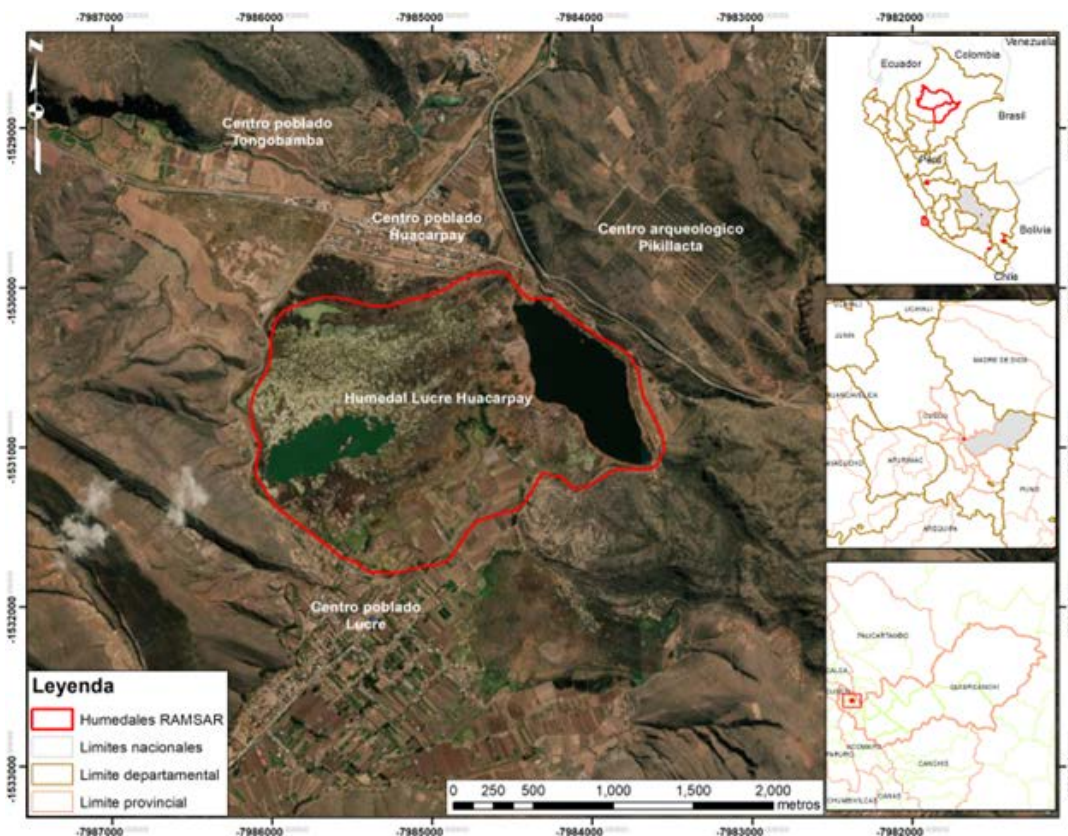 -7987000 -7986000 -7985000 -7984000 -7983000 -7982000
-1529000
-1530000
-1531000
-1532000
-1533000
Centro poblado
Tongobamba
Centro poblado
Huacarpay
Centro arqueologico
Pikillacta
Humedal Lucre Huacarpay
Centro poblado
Lucre
Leyenda
Humedales RAMSAR
Limites nacionales
Limite departamental
Limite provincial
0 250 500 1,000 1,500 2,000
metros
-7987000 -7986000 -7985000 -7984000 -7983000 -7982000
Venezuela
Colombia
Ecuador
Brasil
Perú
Bolivia
Chile
UCAYALI
JUNIN
MADRE DE DIOS
HUANCAVELICA
CUSCO
APURIMAC
AYACUCHO
PUNO
AREQUIPA
PAUCARTAMBO
CALCA
QUISPICANCHI
ACOMAYO
PARURO
CANCHIS
CANAS
CHUMBIVILCAS